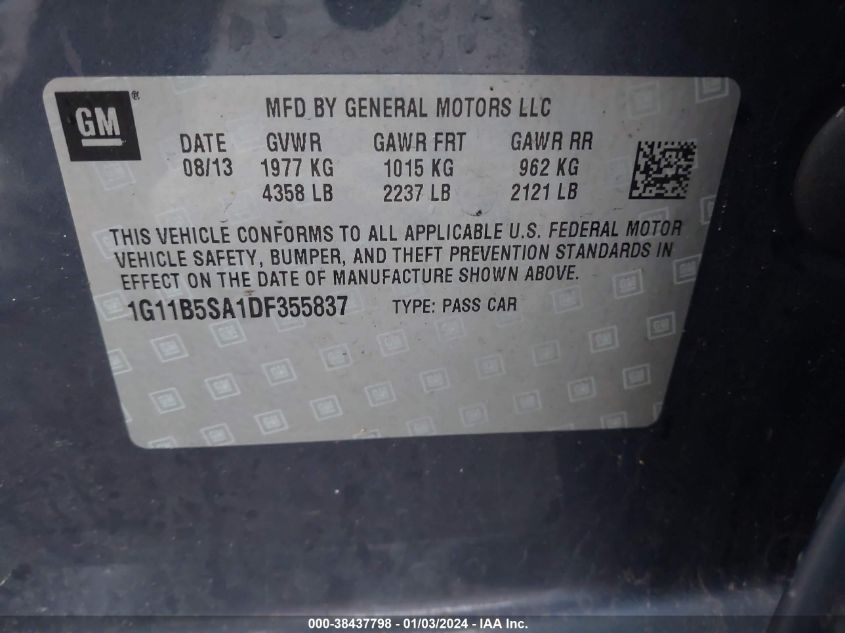 GM ®
MFD BY GENERAL MOTORS LLC
DATE GVWR GAWR FRT GAWR RR
08/13 1977 KG 1015 KG 962 KG
4358 LB 2237 LB 2121 LB
THIS VEHICLE CONFORMS TO ALL APPLICABLE U.S. FEDERAL MOTOR
VEHICLE SAFETY, BUMPER, AND THEFT PREVENTION STANDARDS IN
EFFECT ON THE DATE OF MANUFACTURE SHOWN ABOVE.
1G11B5SA1DF355837 TYPE: PASS CAR
000-38437798 - 01/03/2024 - IAA Inc.